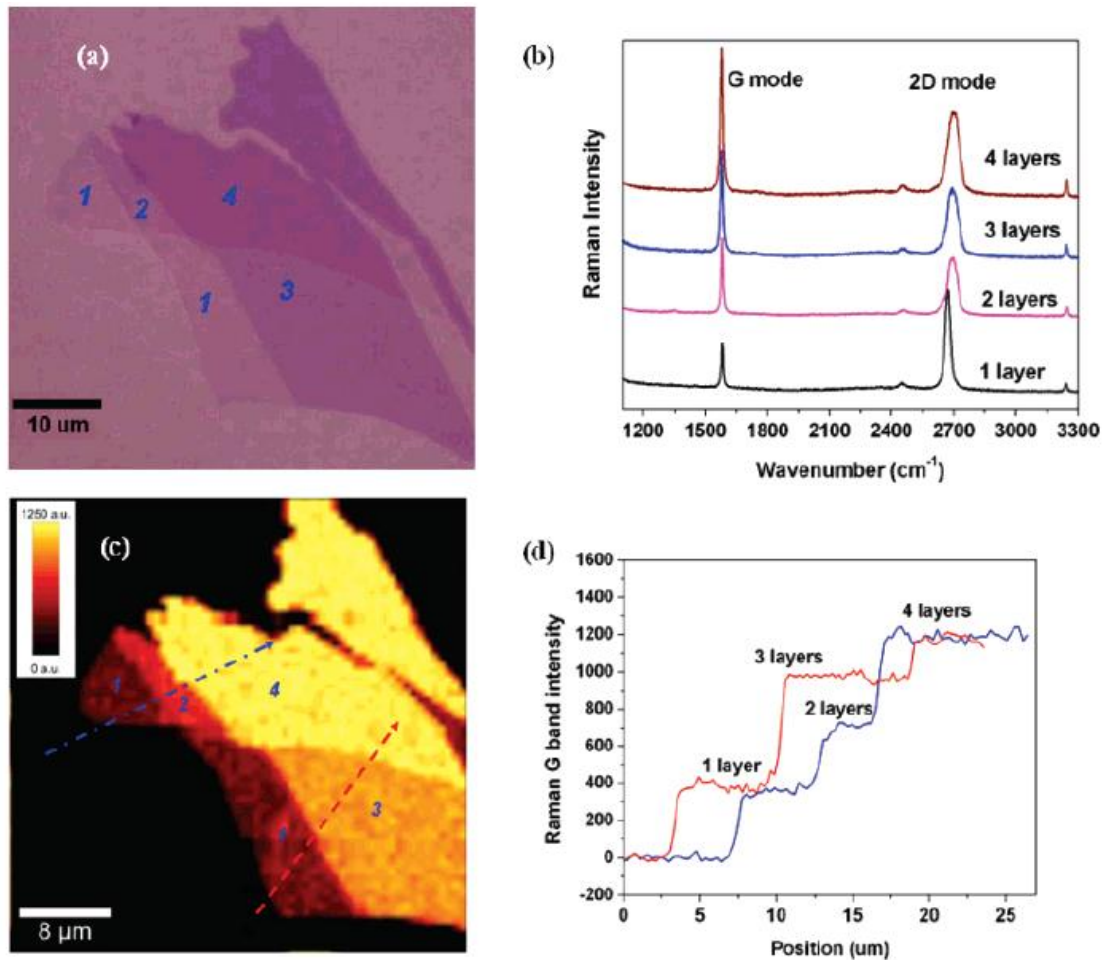 (a)
1
2
4
1
3
10 um
(b)
G mode
2D mode
4 layers
3 layers
2 layers
1 layer
Raman Intensity
1100 1500 1800 2100 2400 2700 3000 3300
Wavenumber (cm⁻¹)
(c)
1250 a.u.
0 a.u.
1
2
4
3
1
8 µm
(d)
1600
1400
1200
1000
800
600
400
200
0
-200
4 layers
3 layers
2 layers
1 layer
Raman G band intensity
0 5 10 15 20 25
Position (um)